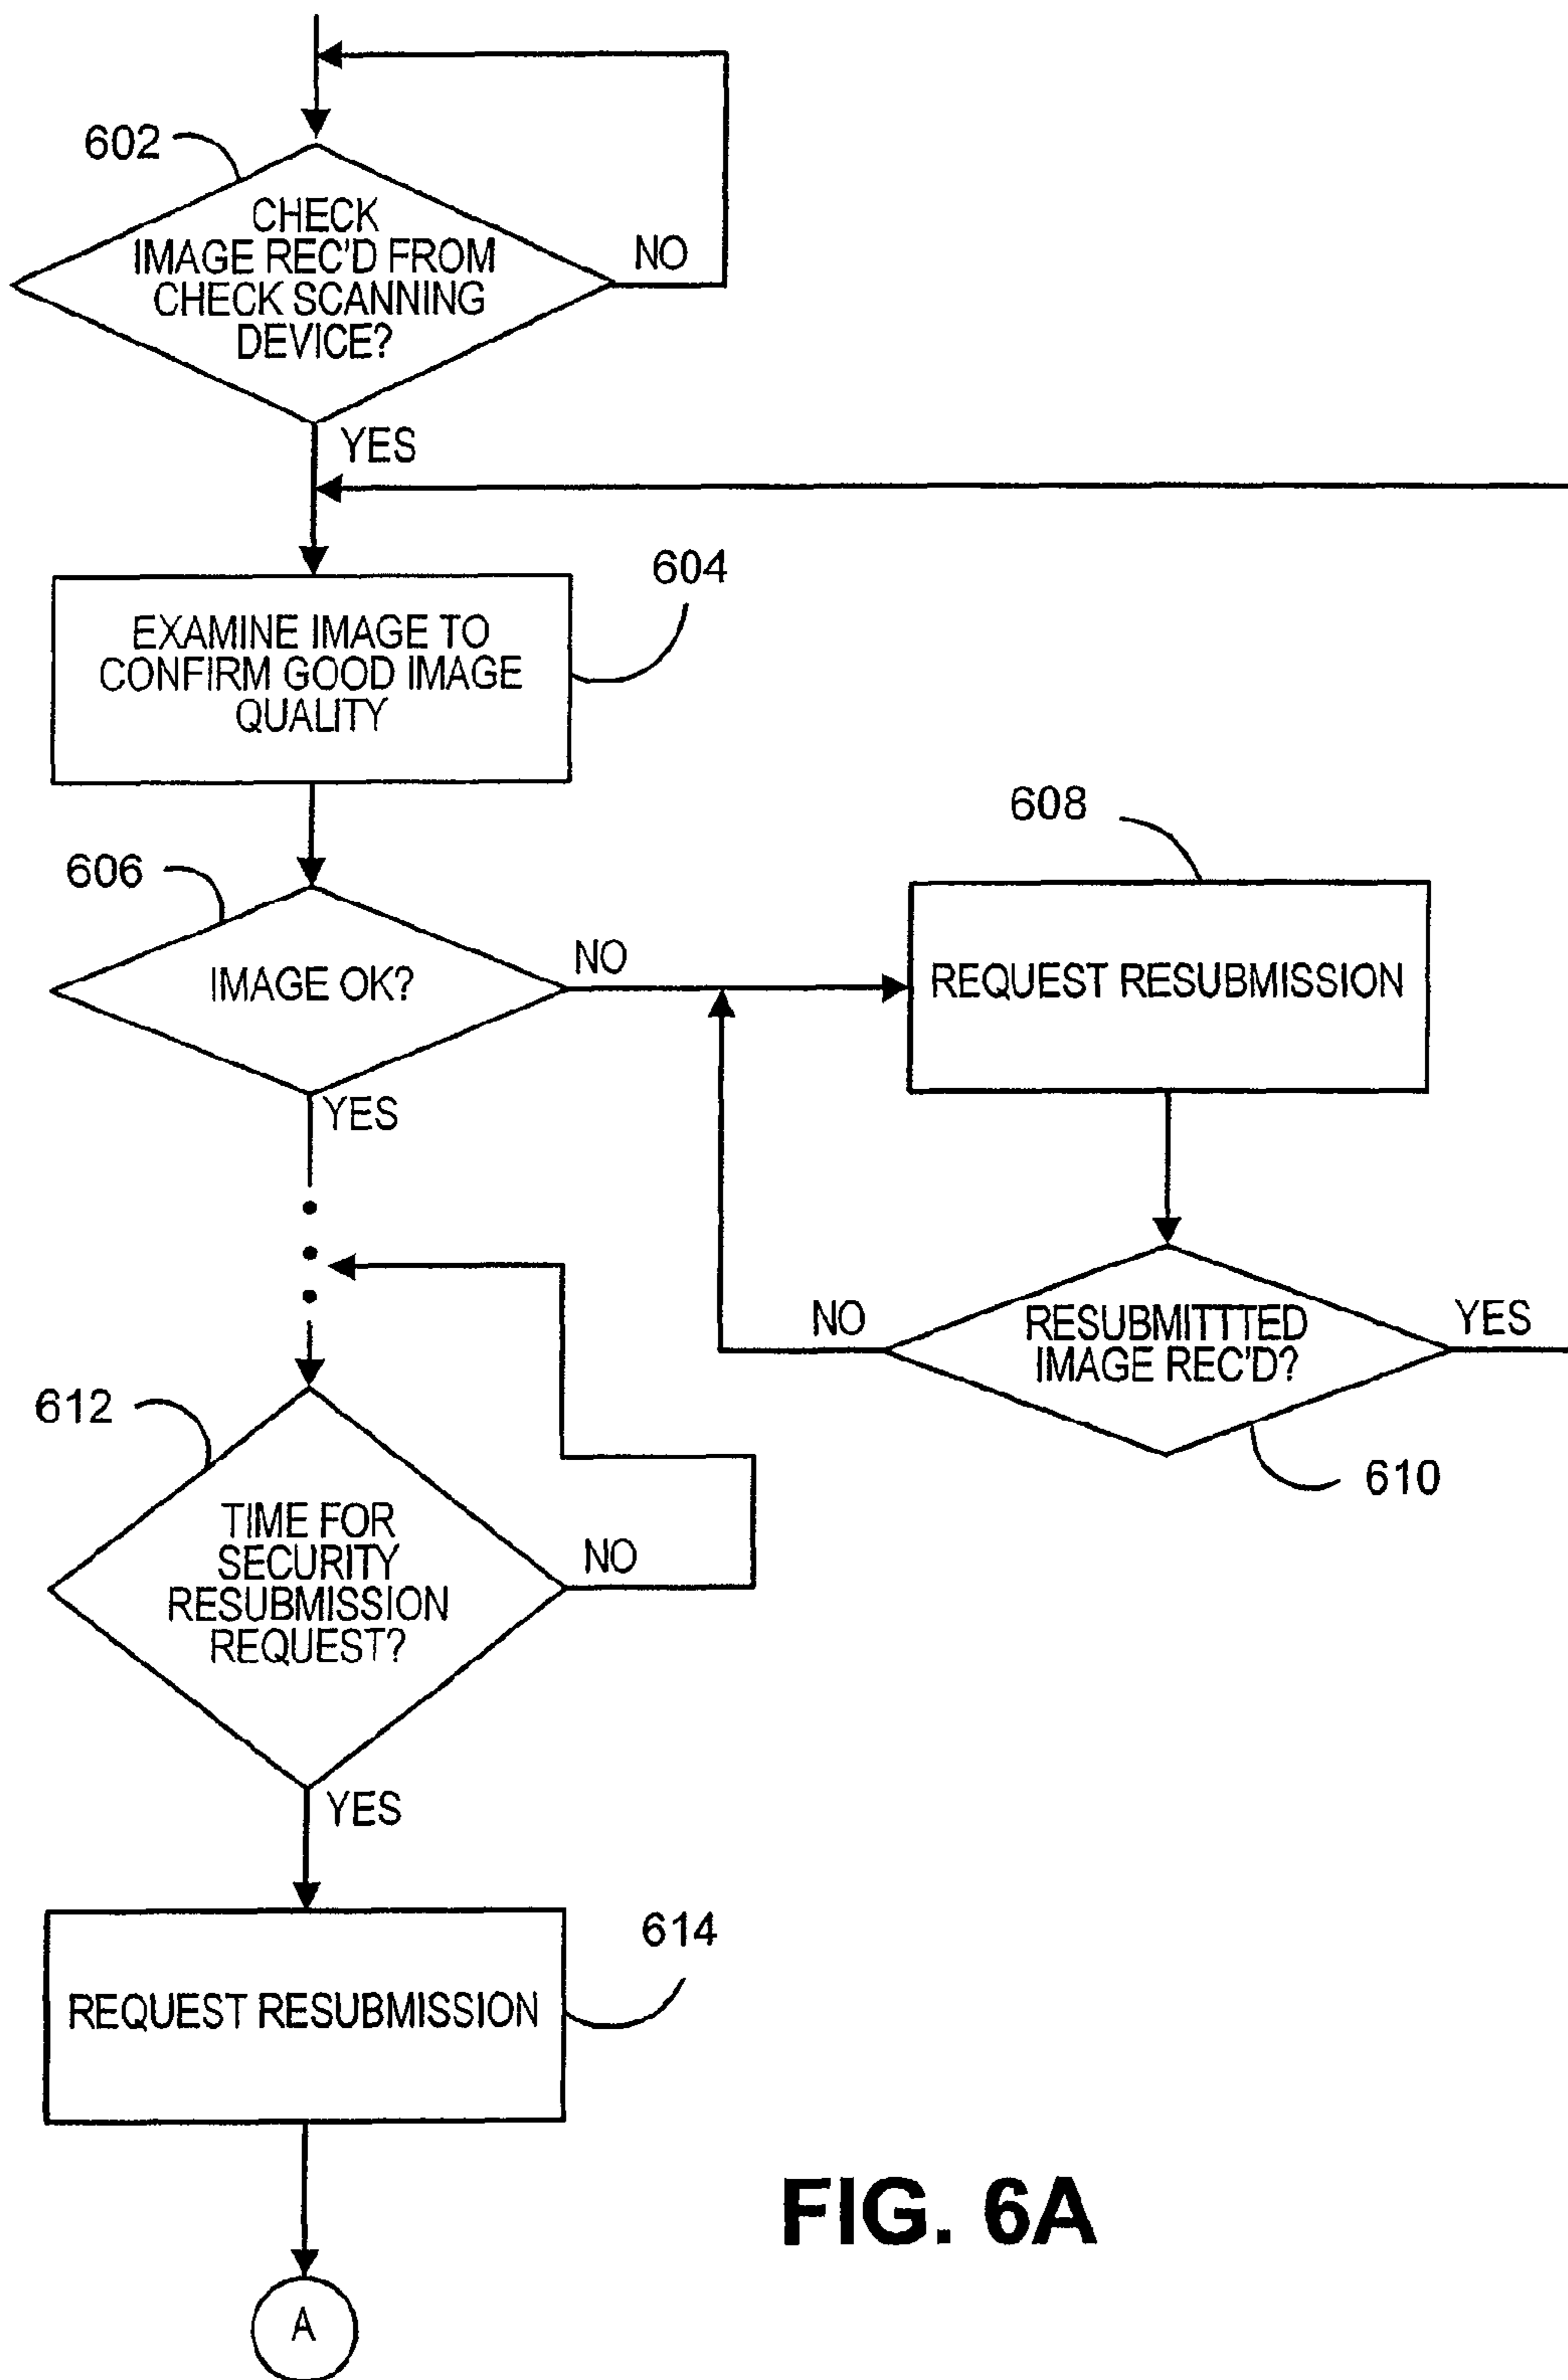 602
CHECK
IMAGE REC'D FROM
CHECK SCANNING
DEVICE?
NO
YES
604
EXAMINE IMAGE TO
CONFIRM GOOD IMAGE
QUALITY
606
IMAGE OK?
NO
YES
608
REQUEST RESUBMISSION
RESUBMITTTED
IMAGE REC'D?
NO
YES
610
612
TIME FOR
SECURITY
RESUBMISSION
REQUEST?
NO
YES
614
REQUEST RESUBMISSION
A
FIG. 6A